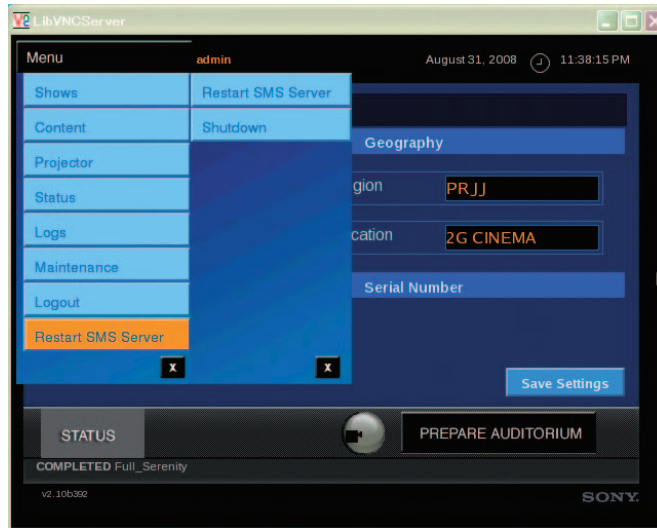 LibVNCServer
Menu admin August 31, 2008 11:38:15 PM
Shows Restart SMS Server
Content Shutdown
Geography
Projector
gion PRJJ
Status
Logs cation 2G CINEMA
Maintenance
Serial Number
Logout
Restart SMS Server
x x
Save Settings
STATUS PREPARE AUDITORIUM
COMPLETED Full_Serenity
v2.10b392 SONY.